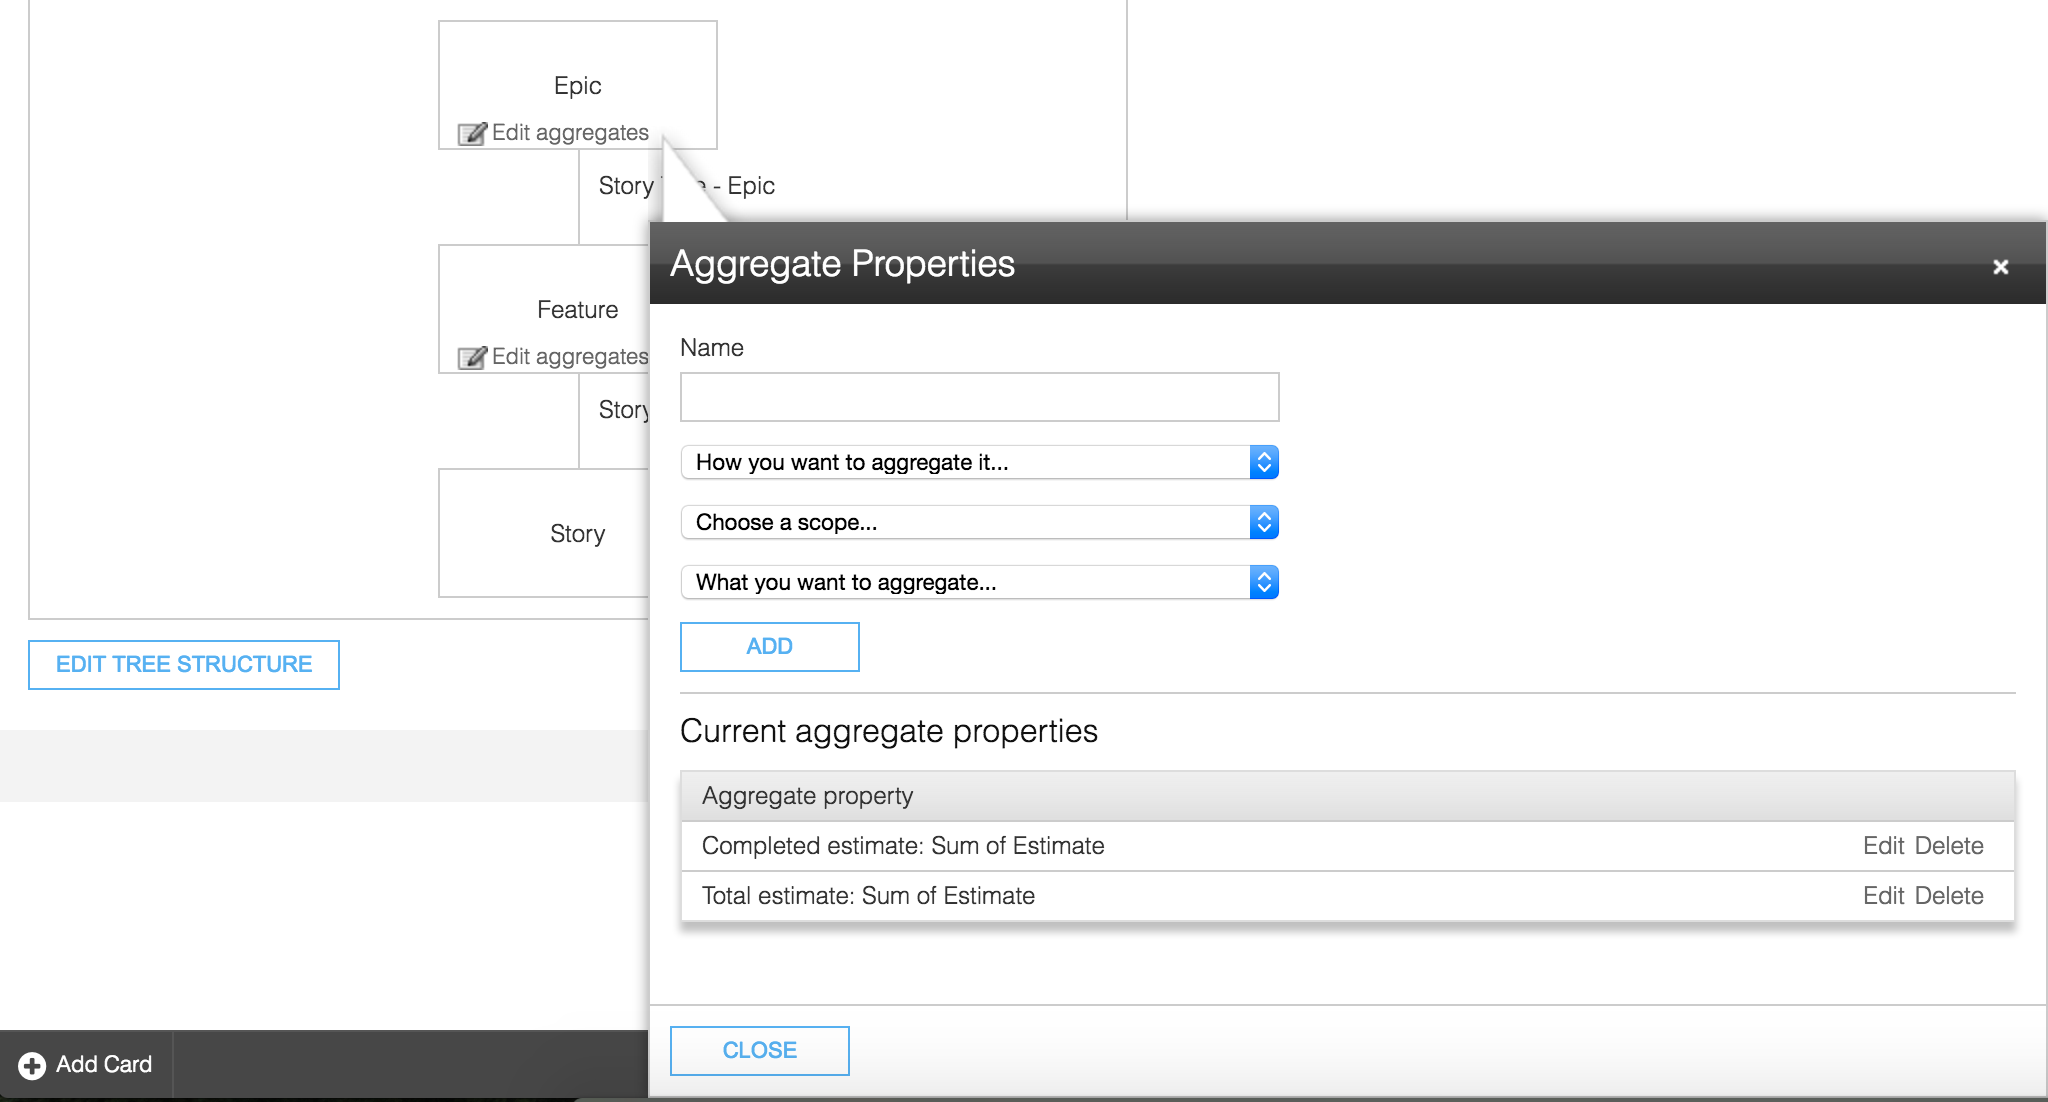 Epic
Edit aggregates
Story - Epic
Aggregate Properties
Feature
Name
Edit aggregates
Story
How you want to aggregate it...
Choose a scope...
Story
What you want to aggregate...
ADD
EDIT TREE STRUCTURE
Current aggregate properties
Aggregate property
Completed estimate: Sum of Estimate Edit Delete
Total estimate: Sum of Estimate Edit Delete
CLOSE
Add Card